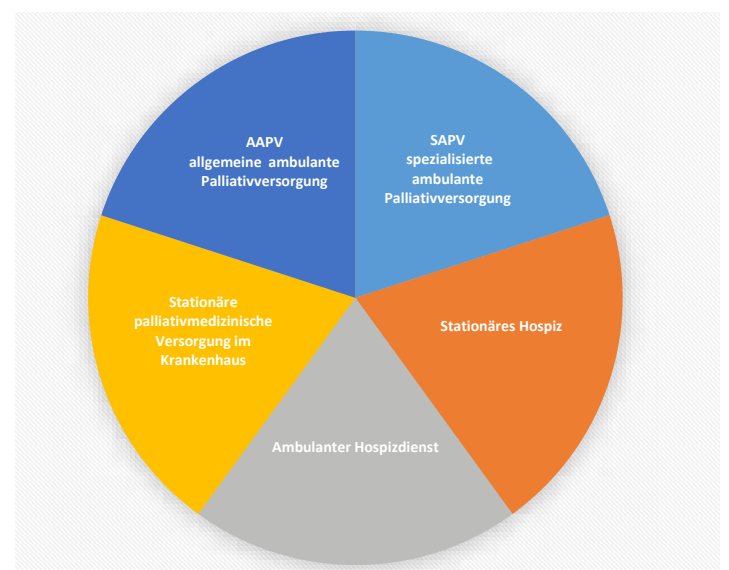 AAPV
allgemeine ambulante
Palliativversorgung
SAPV
spezialisierte
ambulante
Palliativversorgung
Stationäre
palliativmedizinische
Versorgung im
Krankenhaus
Stationäres Hospiz
Ambulanter Hospizdienst